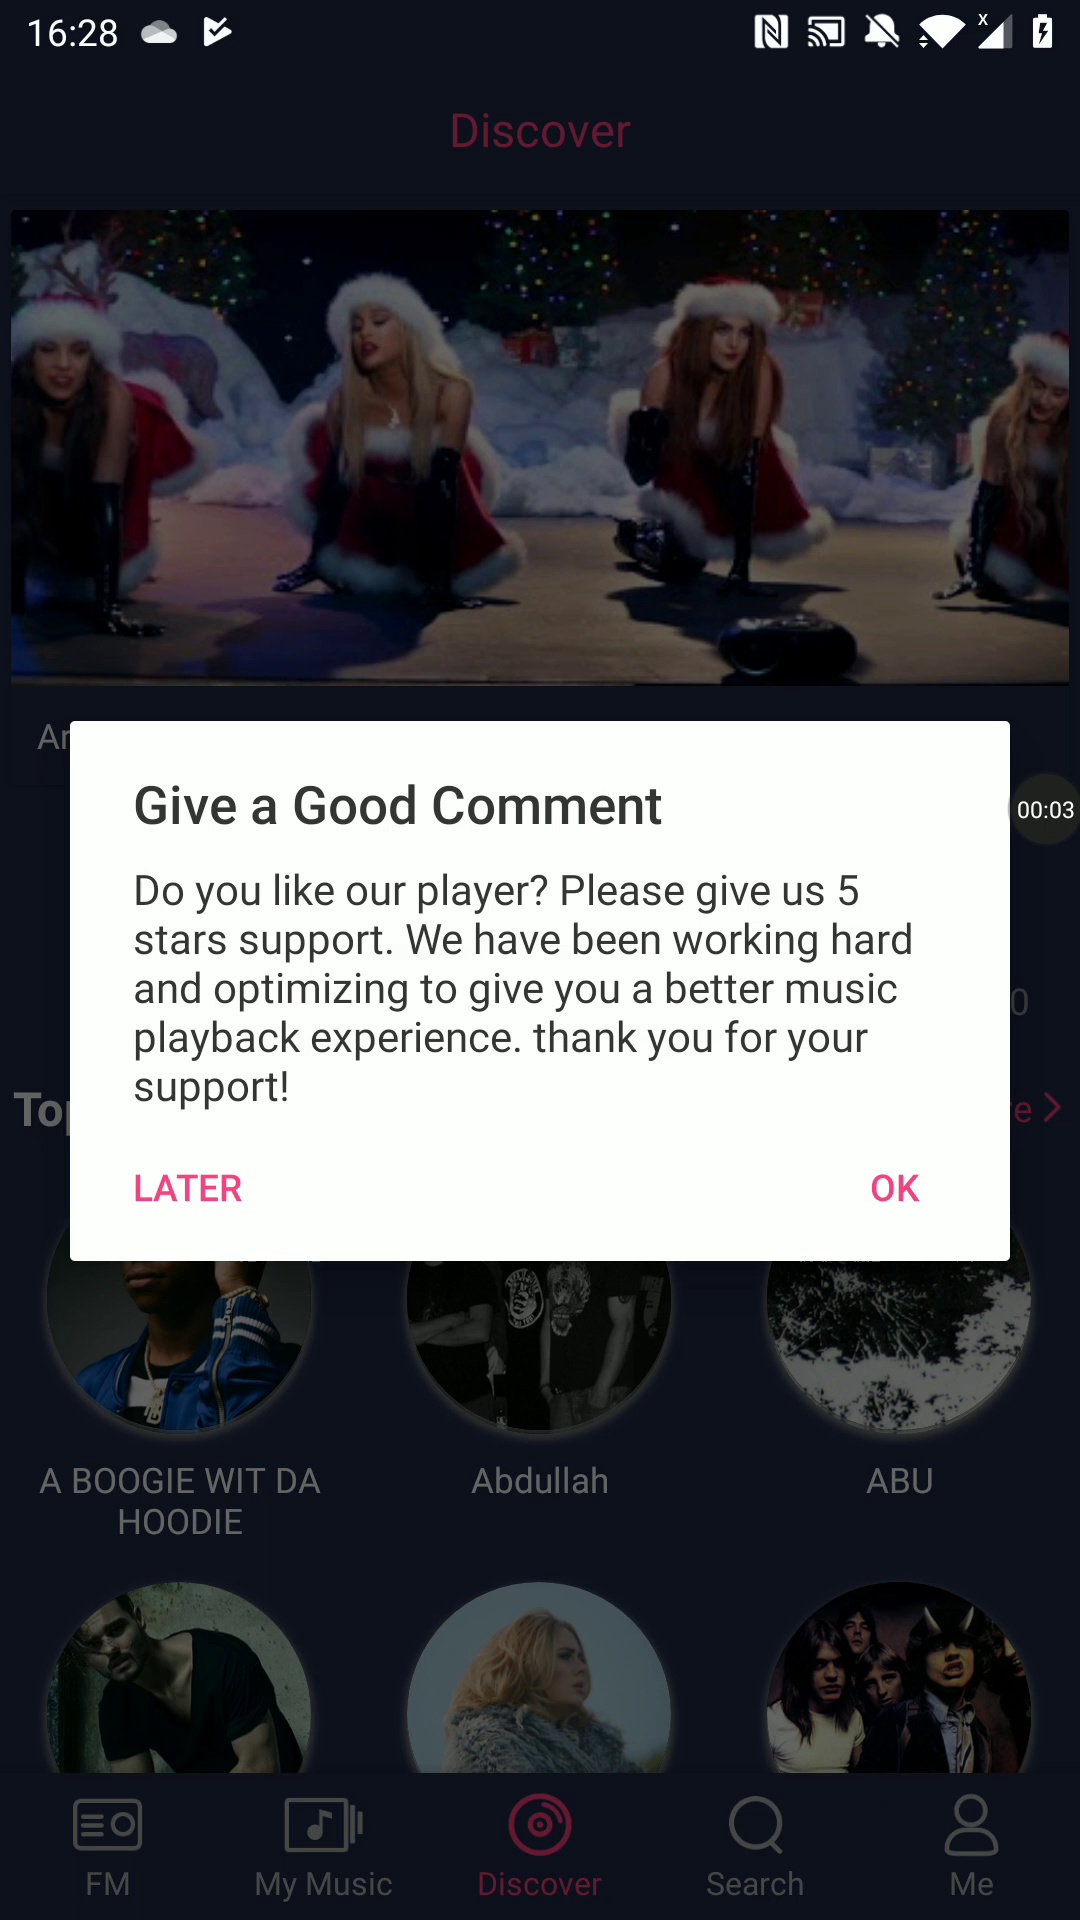 16:28
Discover
Ar
Give a Good Comment
00:03
Do you like our player? Please give us 5
stars support. We have been working hard
and optimizing to give you a better music
playback experience. thank you for your
support!
0
Top
re
LATER
OK
A BOOGIE WIT DA
HOODIE
Abdullah
ABU
FM
My Music
Discover
Search
Me